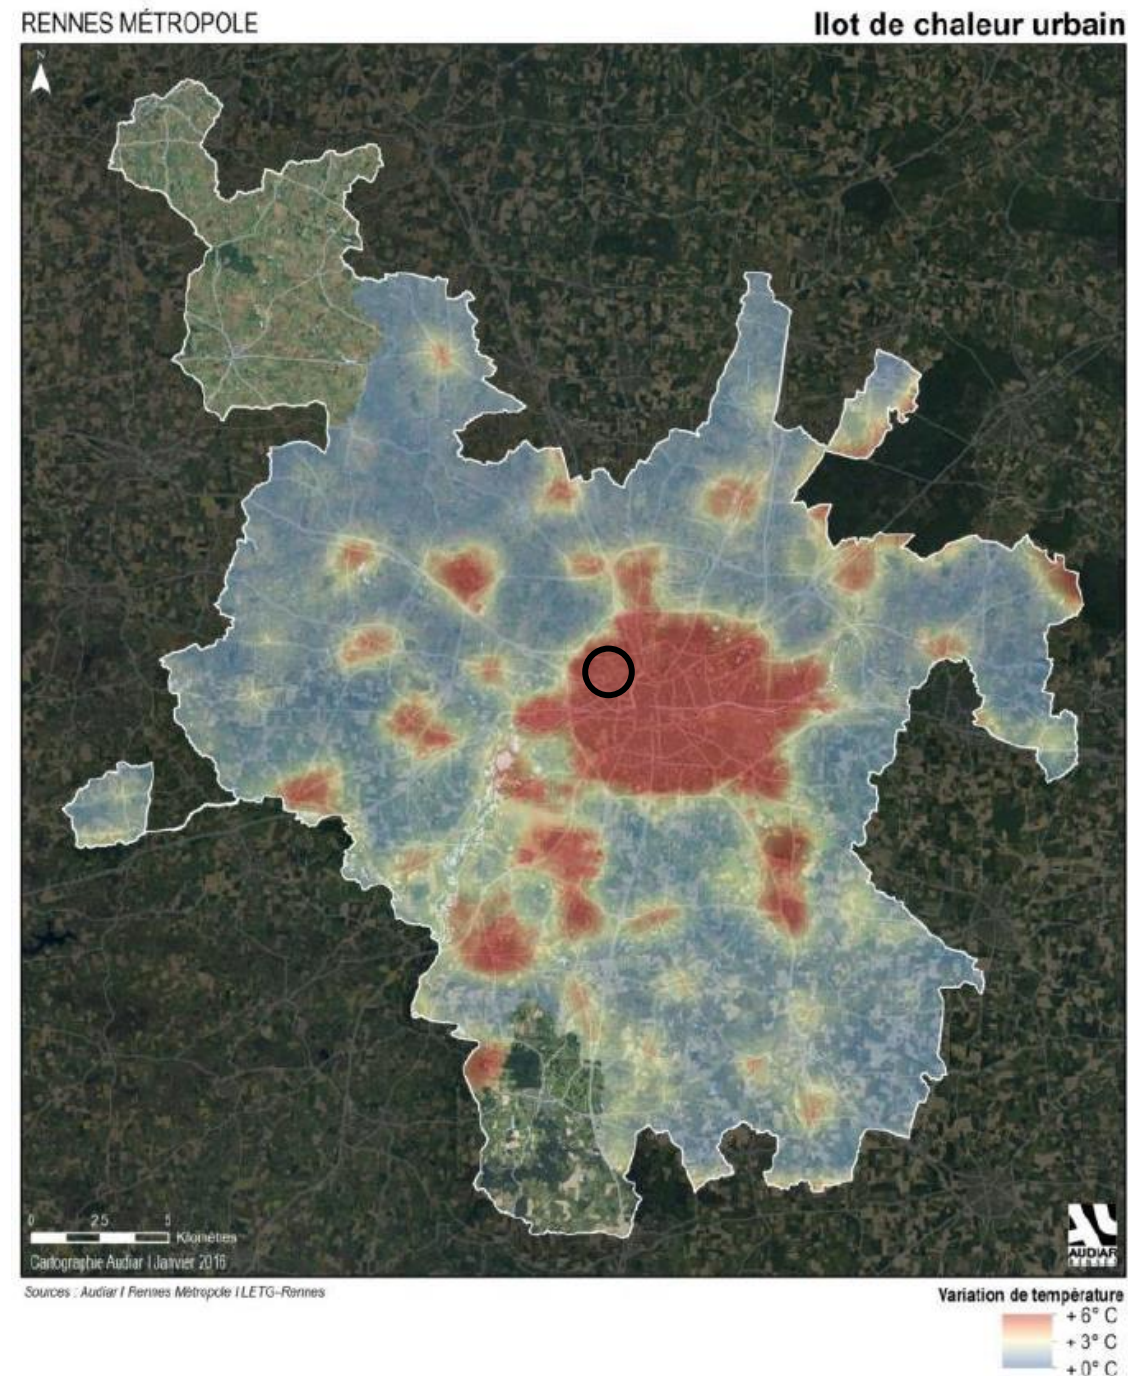 RENNES MÉTROPOLE
Ilot de chaleur urbain
N
0 2.5 5
Kilomètres
Cartographie Audiar I Janvier 2016
AUDIAR
RENNES
Sources : Audiar I Rennes Métropole I LETG-Rennes
Variation de température
+ 6° C
+ 3° C
+ 0° C